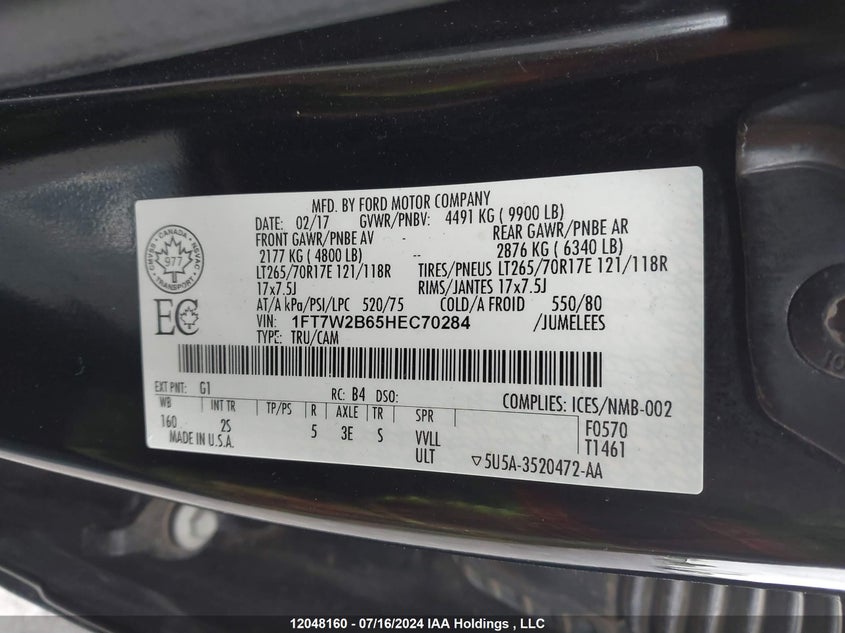 MFD. BY FORD MOTOR COMPANY
DATE: 02/17 GVWR/PNBV: 4491 KG ( 9900 LB)
FRONT GAWR/PNBE AV - REAR GAWR/PNBE AR
2177 KG ( 4800 LB) -- 2876 KG ( 6340 LB)
LT265/70R17E 121/118R TIRES/PNEUS LT265/70R17E 121/118R
17x7.5J RIMS/JANTES 17x7.5J
AT/A kPa/PSI/LPC 520/75 COLD/A FROID 550/80
VIN: 1FT7W2B65HEC70284 /JUMELEES
TYPE: TRU/CAM
CANADA
CMVSS NSVAC
977
TRANSPORT
EC
EXT PNT: G1 RC: B4 DSO: COMPLIES: ICES/NMB-002
WB INT TR TP/PS R AXLE TR SPR F0570
160 2S 5 3E S VVLL T1461
MADE IN U.S.A. ULT ▽5U5A-3520472-AA
12048160 - 07/16/2024 IAA Holdings , LLC